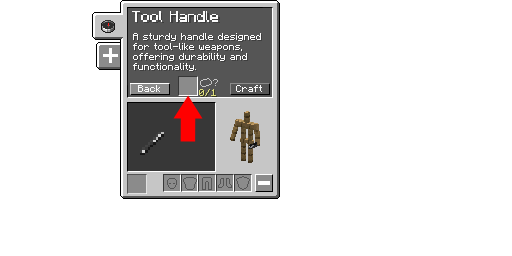 Tool Handle
A sturdy handle designed
for tool-like weapons,
offering durability and
functionality.
Back
?
0/1
Craft